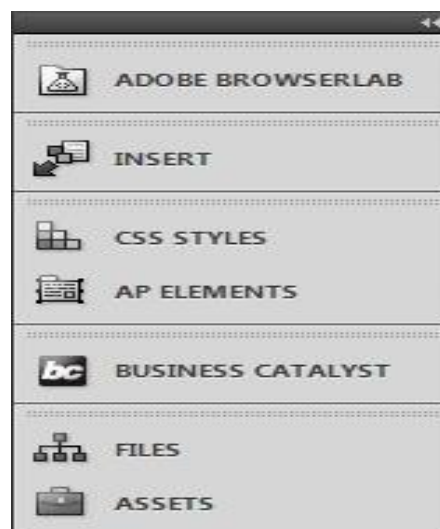 ADOBE BROWSERLAB
INSERT
CSS STYLES
AP ELEMENTS
bc BUSINESS CATALYST
FILES
ASSETS